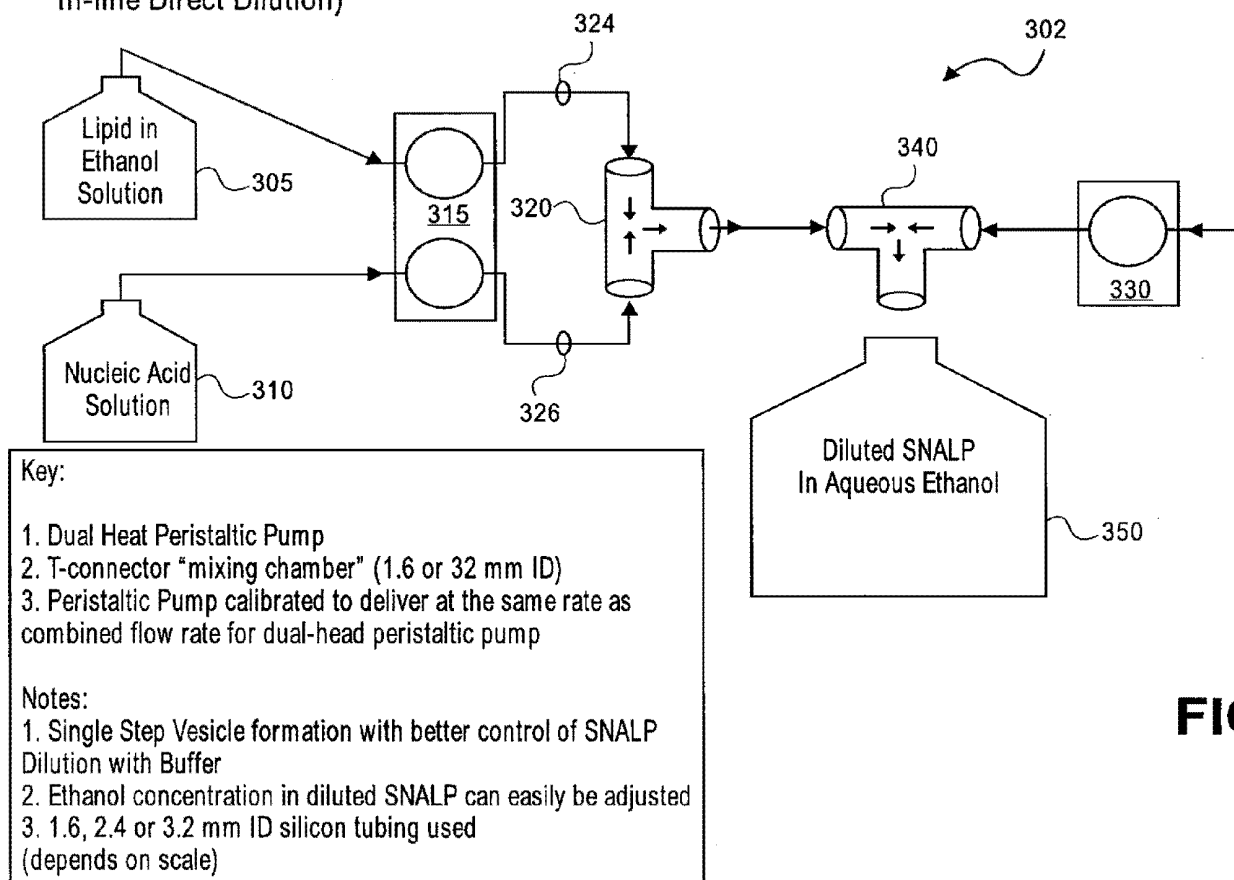 In-line Direct Dilution)
324
302
Lipid in
Ethanol
Solution
305
315
320
340
330
Nucleic Acid
Solution
310
326
Diluted SNALP
In Aqueous Ethanol
350
Key:
1. Dual Heat Peristaltic Pump
2. T-connector “mixing chamber” (1.6 or 32 mm ID)
3. Peristaltic Pump calibrated to deliver at the same rate as
combined flow rate for dual-head peristaltic pump
Notes:
1. Single Step Vesicle formation with better control of SNALP
Dilution with Buffer
2. Ethanol concentration in diluted SNALP can easily be adjusted
3. 1.6, 2.4 or 3.2 mm ID silicon tubing used
(depends on scale)